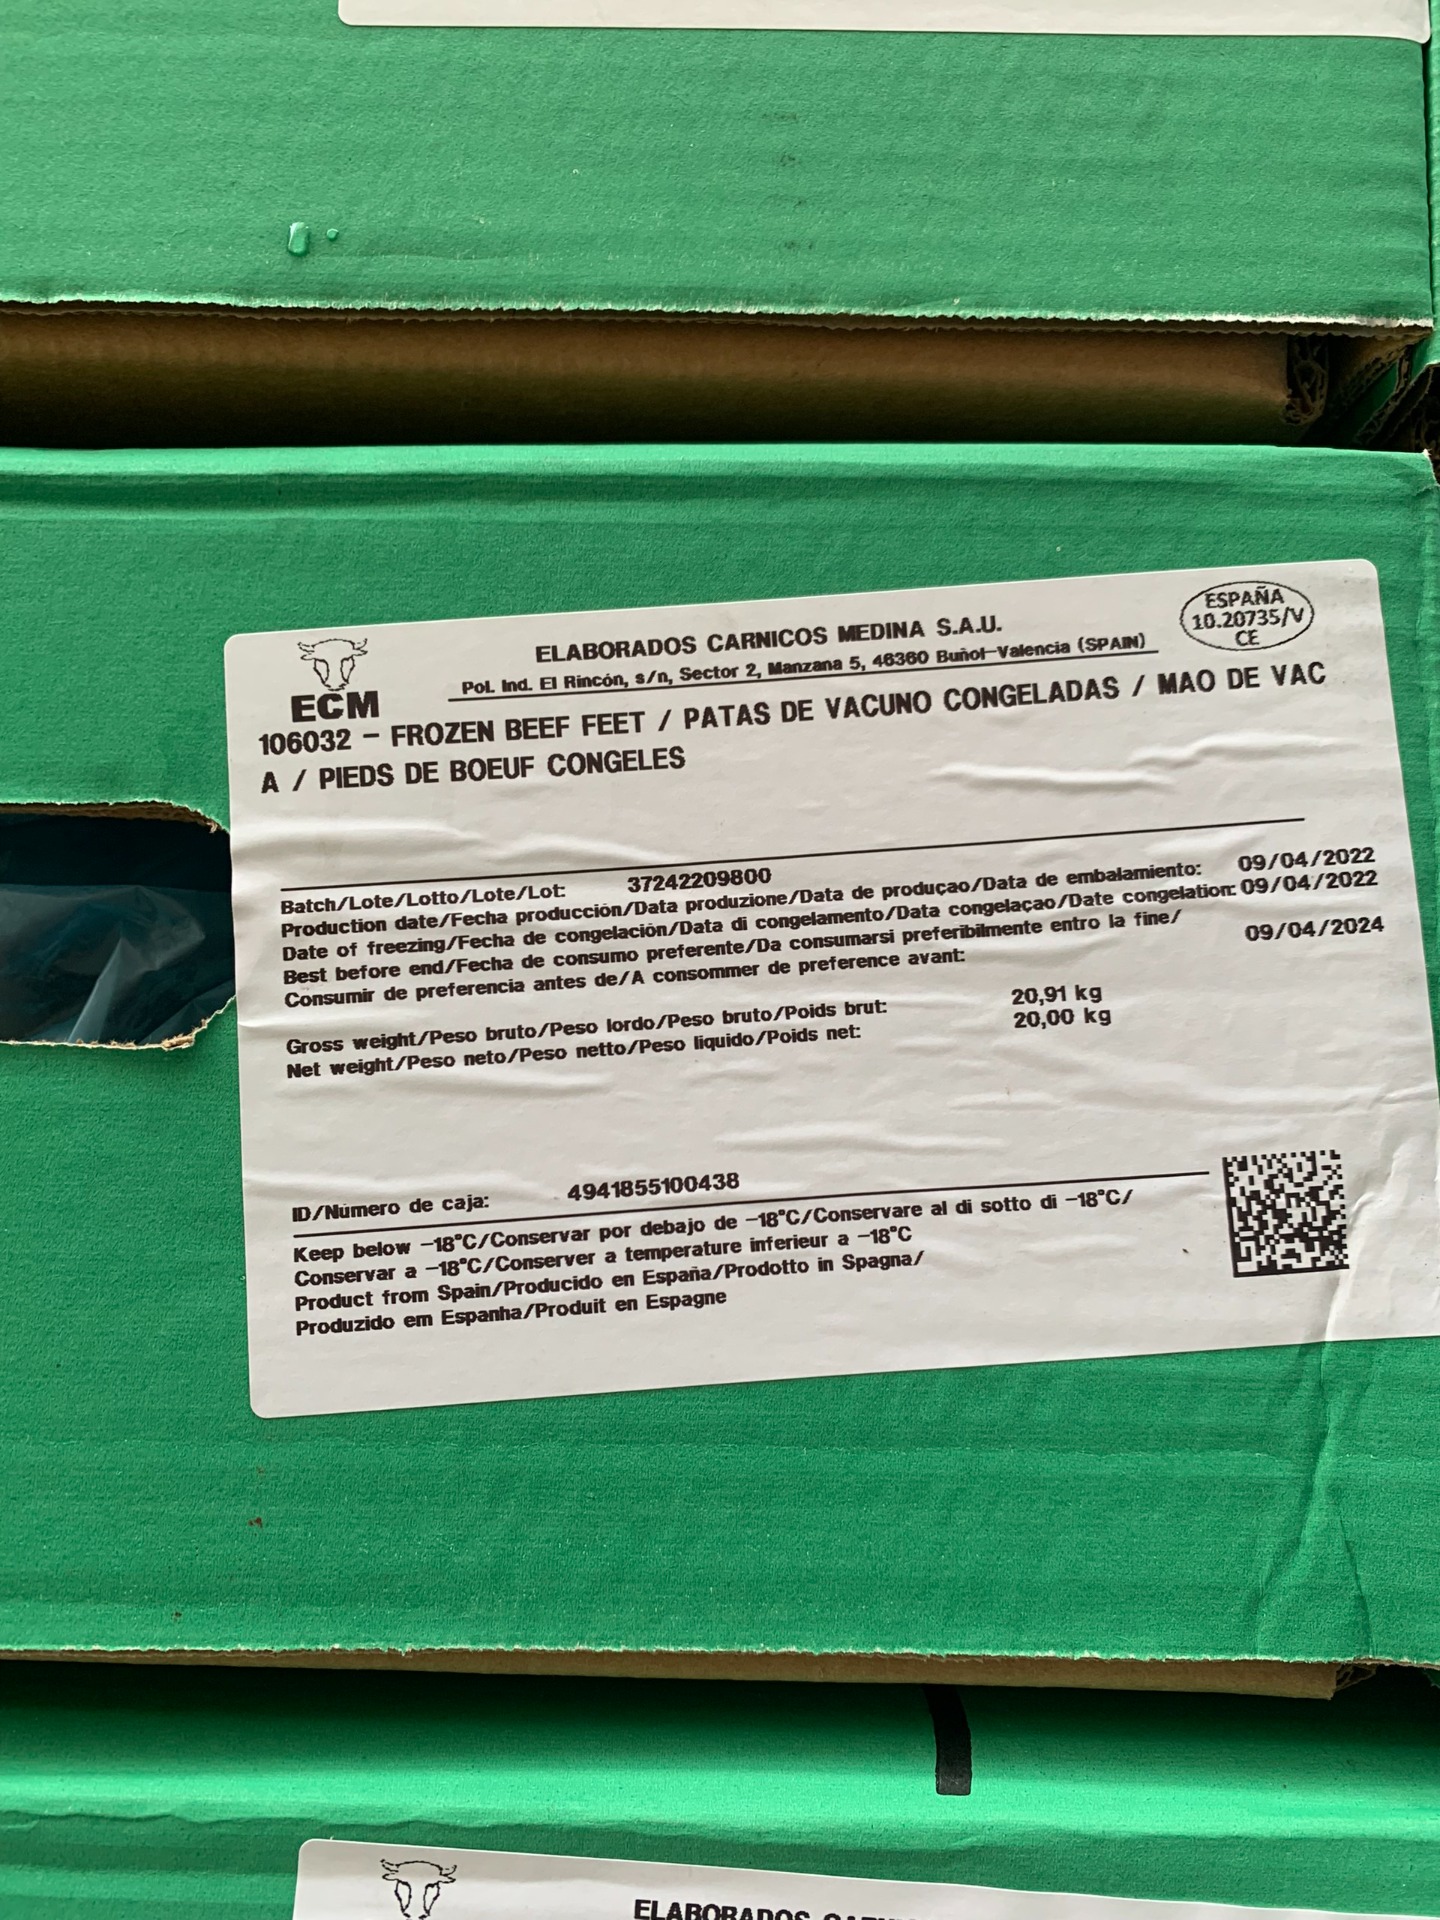 ESPAÑA
10.20735/V
CE
ECM
ELABORADOS CARNICOS MEDINA S.A.U.
Pol. Ind. El Rincón, s/n, Sector 2, Manzana 5, 46360 Buñol-Valencia (SPAIN)
106032 - FROZEN BEEF FEET / PATAS DE VACUNO CONGELADAS / MAO DE VAC
A / PIEDS DE BOEUF CONGELES
Batch/Lote/Lotto/Lote/Lot: 37242209800
Production date/Fecha producción/Data produzione/Data de produçao/Data de embalamiento: 09/04/2022
Date of freezing/Fecha de congelación/Data di congelamento/Data congelaçao/Date congelation: 09/04/2022
Best before end/Fecha de consumo preferente/Da consumarsi preferibilmente entro la fine/
Consumir de preferencia antes de/A consommer de preference avant: 09/04/2024
Gross weight/Peso bruto/Peso lordo/Peso bruto/Poids brut: 20,91 kg
Net weight/Peso neto/Peso netto/Peso liquido/Poids net: 20,00 kg
ID/Número de caja: 4941855100438
Keep below -18°C/Conservar por debajo de -18°C/Conservare al di sotto di -18°C/
Conservar a -18°C/Conserver a temperature inferieur a -18°C
Product from Spain/Producido en España/Prodotto in Spagna/
Produzido em Espanha/Produit en Espagne
ELABORADOS